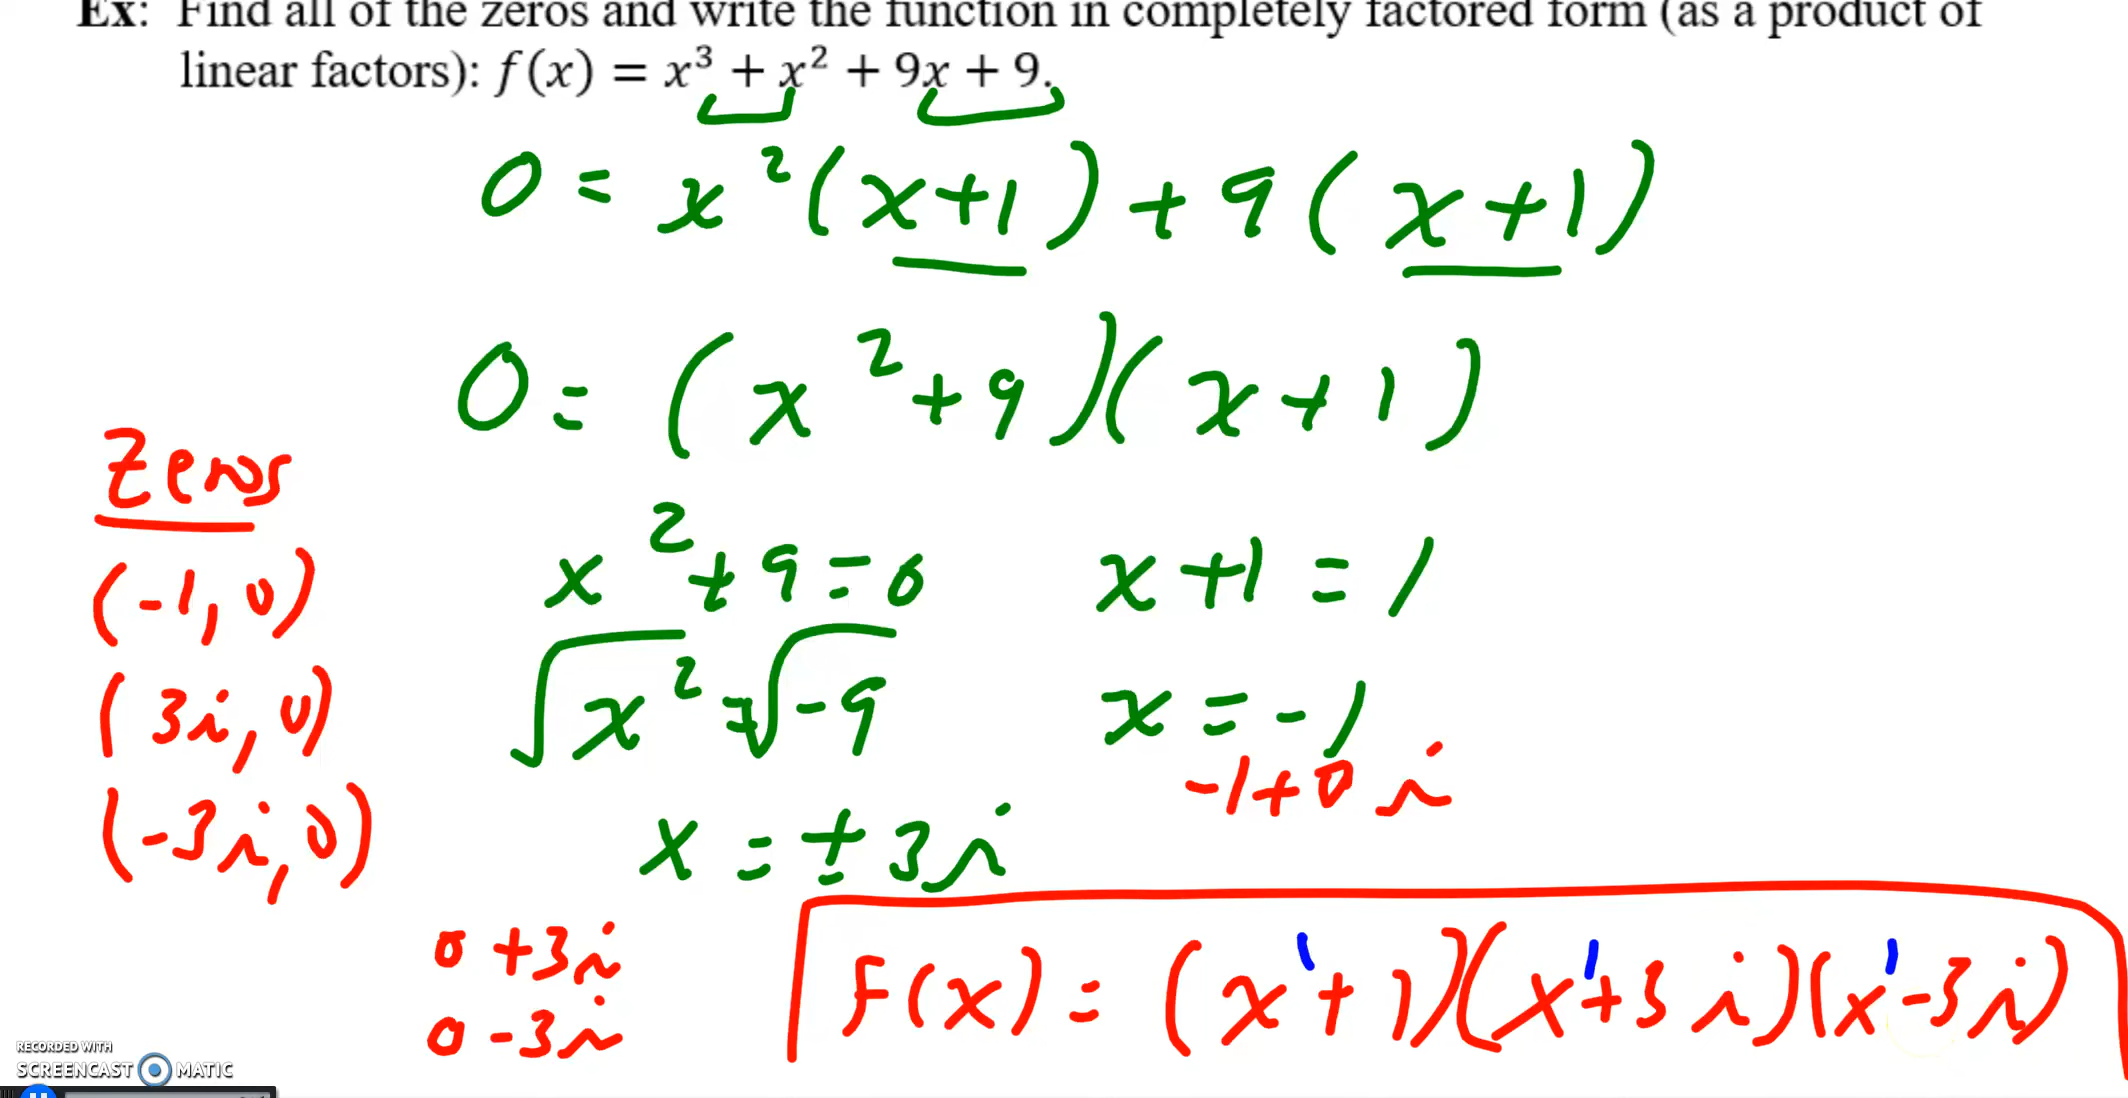 Ex: Find all of the zeros and write the function in completely factored form (as a product of
linear factors): f(x) = x³ + x² + 9x + 9.
0 = x²(x+1) + 9(x+1)
0 = (x²+9)(x+1)
Zeros
(-1, 0)
(3i, 0)
(-3i, 0)
x²+9=0
√x² = √-9
x = ±3i
0+3i
0-3i
x+1 = 1
x = -1
-1+0i
F(x) = (x¹+1)(x¹+3i)(x¹-3i)
RECORDED WITH
SCREENCAST MATIC